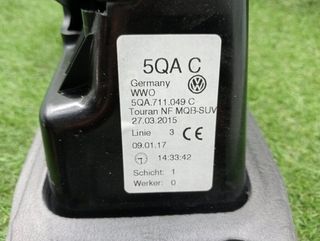 5QA C
Germany
WWO
5QA.711.049 C
Touran NF MQB-SUV
27.03.2015
Linie 3 CE
09.01.17
14:33:42
Schicht: 1
Werker: 0